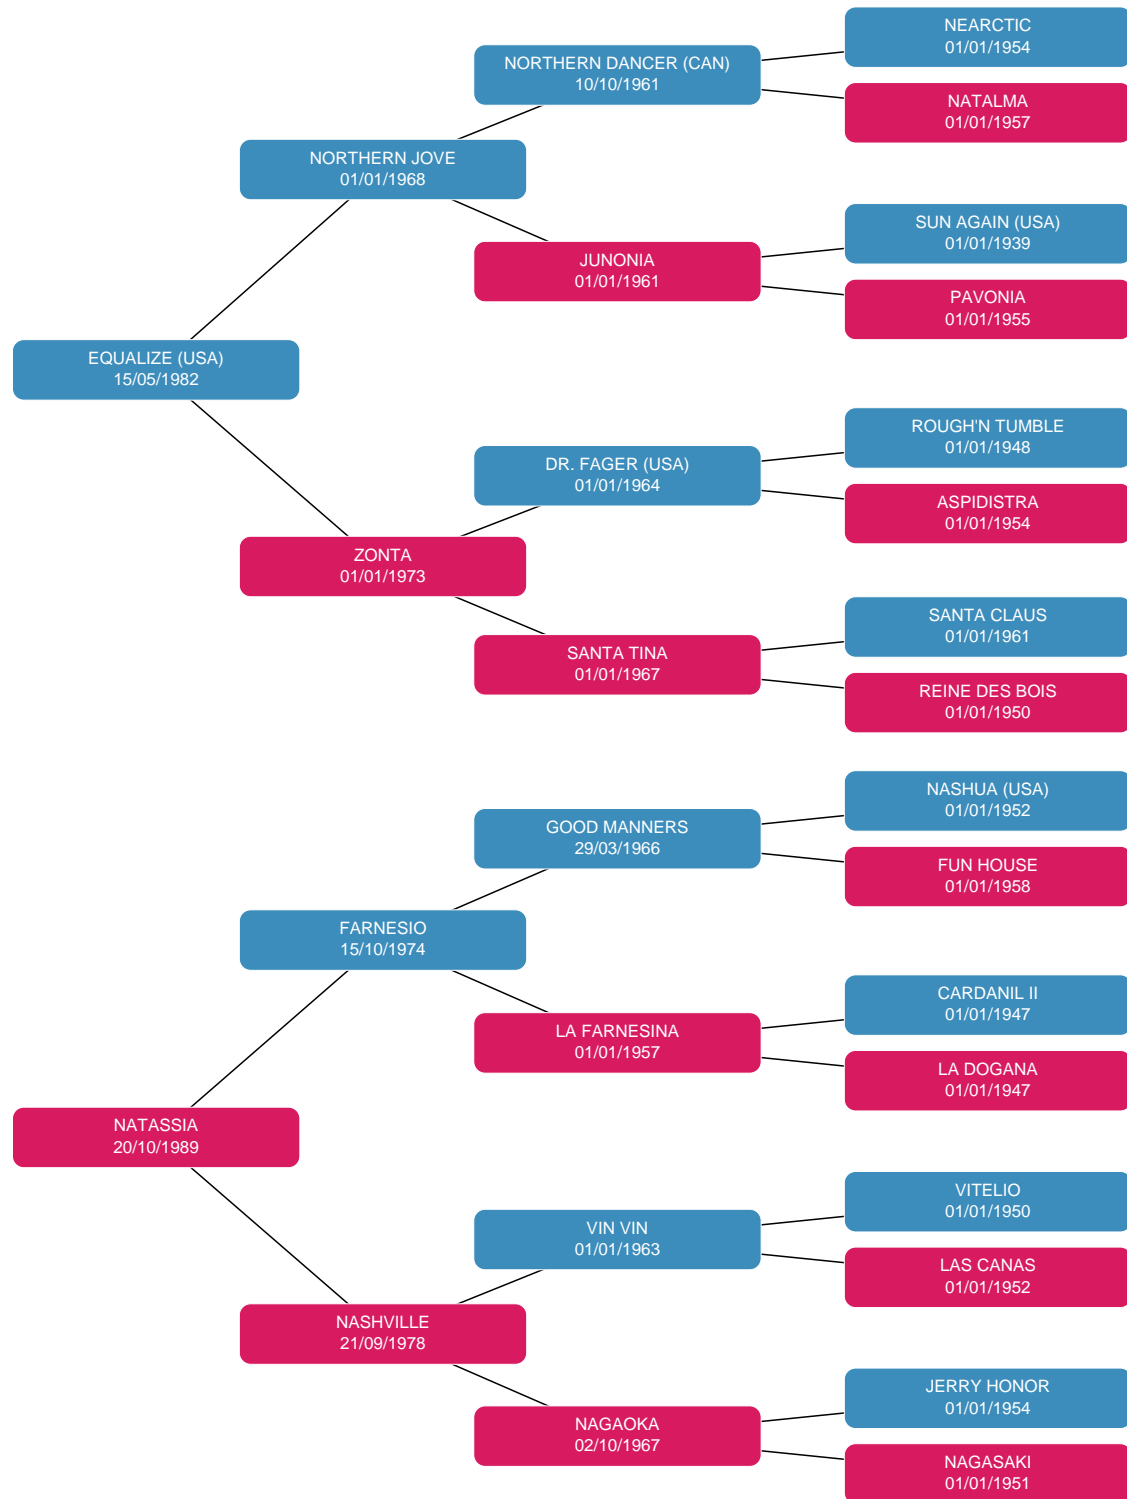 NEARCTIC
01/01/1954
NORTHERN DANCER (CAN)
10/10/1961
NATALMA
01/01/1957
NORTHERN JOVE
01/01/1968
SUN AGAIN (USA)
01/01/1939
JUNONIA
01/01/1961
PAVONIA
01/01/1955
EQUALIZE (USA)
15/05/1982
ROUGH'N TUMBLE
01/01/1948
DR. FAGER (USA)
01/01/1964
ASPIDISTRA
01/01/1954
ZONTA
01/01/1973
SANTA CLAUS
01/01/1961
SANTA TINA
01/01/1967
REINE DES BOIS
01/01/1950
NASHUA (USA)
01/01/1952
GOOD MANNERS
29/03/1966
FUN HOUSE
01/01/1958
FARNESIO
15/10/1974
CARDANIL II
01/01/1947
LA FARNESINA
01/01/1957
LA DOGANA
01/01/1947
NATASSIA
20/10/1989
VITELIO
01/01/1950
VIN VIN
01/01/1963
LAS CANAS
01/01/1952
NASHVILLE
21/09/1978
JERRY HONOR
01/01/1954
NAGAOKA
02/10/1967
NAGASAKI
01/01/1951